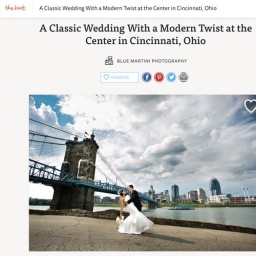 the knot
A Classic Wedding With a Modern Twist at the Center in Cincinnati, Ohio
A Classic Wedding With a Modern Twist at the
Center in Cincinnati, Ohio
BLUE MARTINI PHOTOGRAPHY
FAVORITE